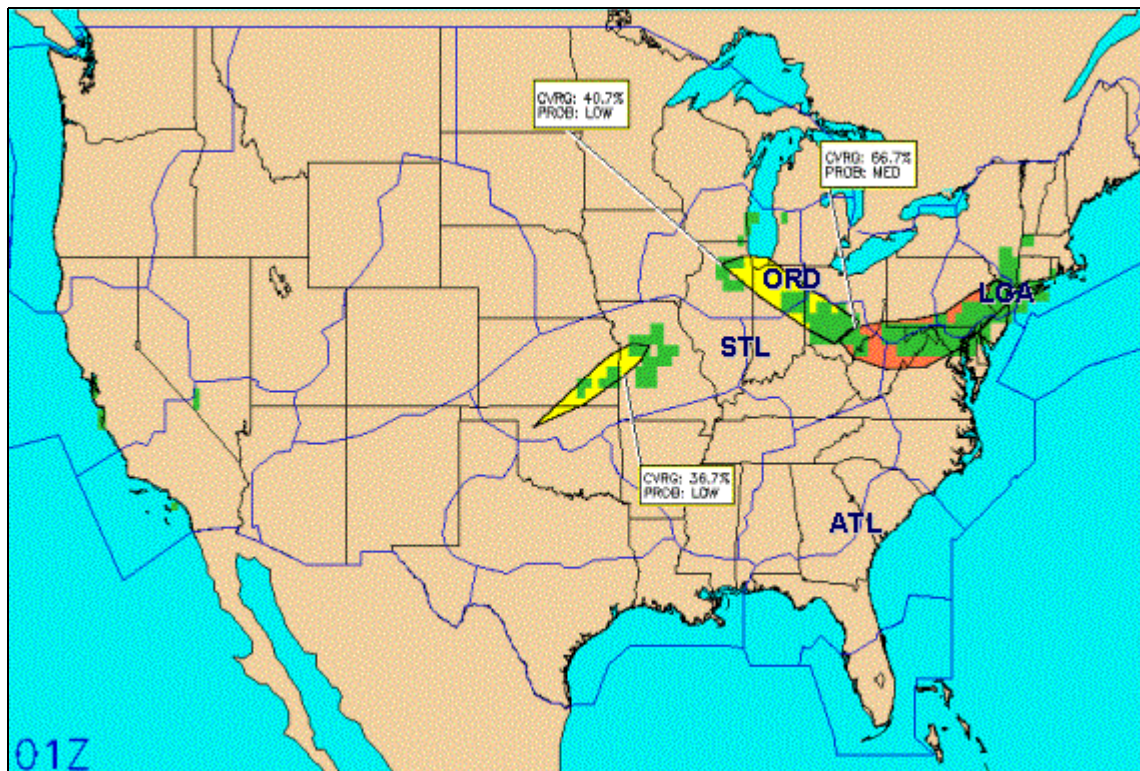 CVRG: 40.7%
PROB: LOW
CVRG: 66.7%
PROB: MED
ORD
LGA
STL
CVRG: 36.7%
PROB: LOW
ATL
01Z